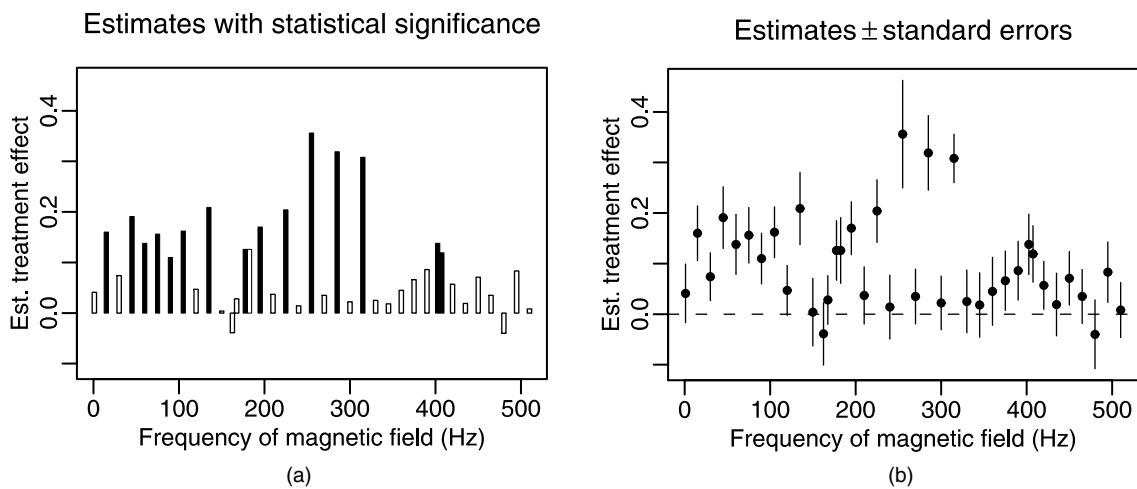 Estimates with statistical significance
Est. treatment effect
0.0
0.2
0.4
0
100
200
300
400
500
Frequency of magnetic field (Hz)
(a)
Estimates ± standard errors
Est. treatment effect
0.0
0.2
0.4
0
100
200
300
400
500
Frequency of magnetic field (Hz)
(b)